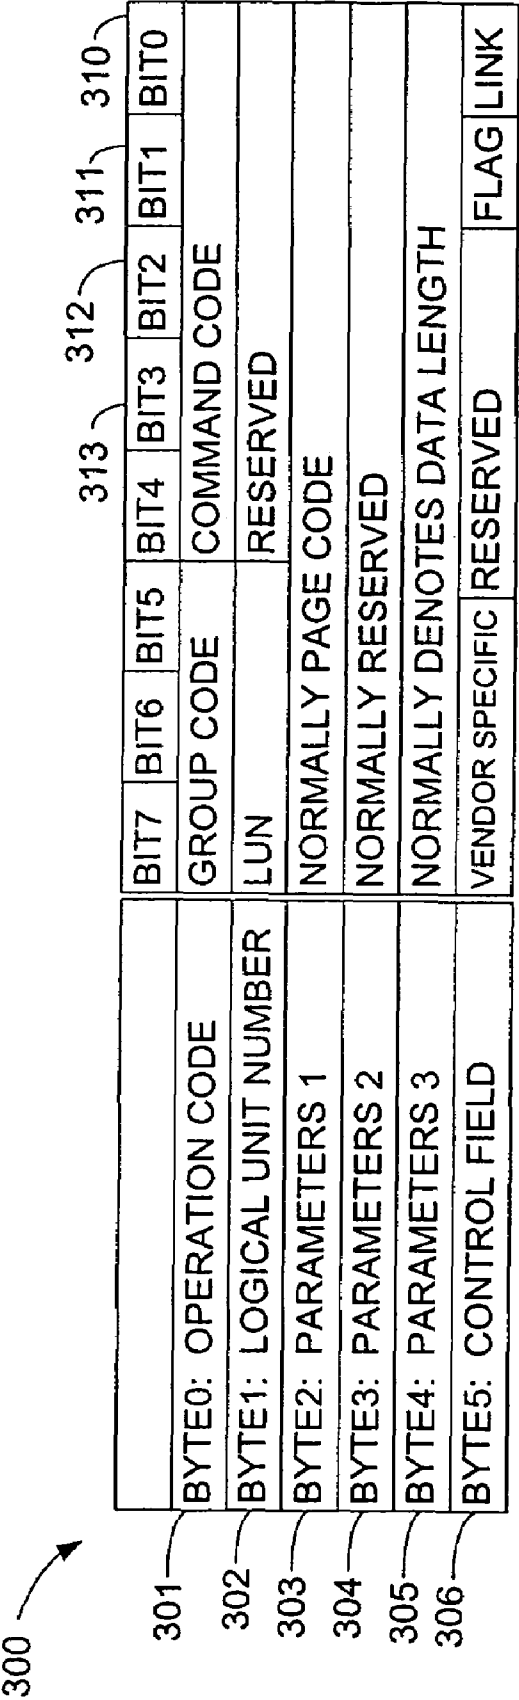 300
313 312 311 310
BIT7 BIT6 BIT5 BIT4 BIT3 BIT2 BIT1 BIT0
301 BYTE0: OPERATION CODE GROUP CODE COMMAND CODE
302 BYTE1: LOGICAL UNIT NUMBER LUN RESERVED
303 BYTE2: PARAMETERS 1 NORMALLY PAGE CODE
304 BYTE3: PARAMETERS 2 NORMALLY RESERVED
305 BYTE4: PARAMETERS 3 NORMALLY DENOTES DATA LENGTH
306 BYTE5: CONTROL FIELD VENDOR SPECIFIC RESERVED FLAG LINK